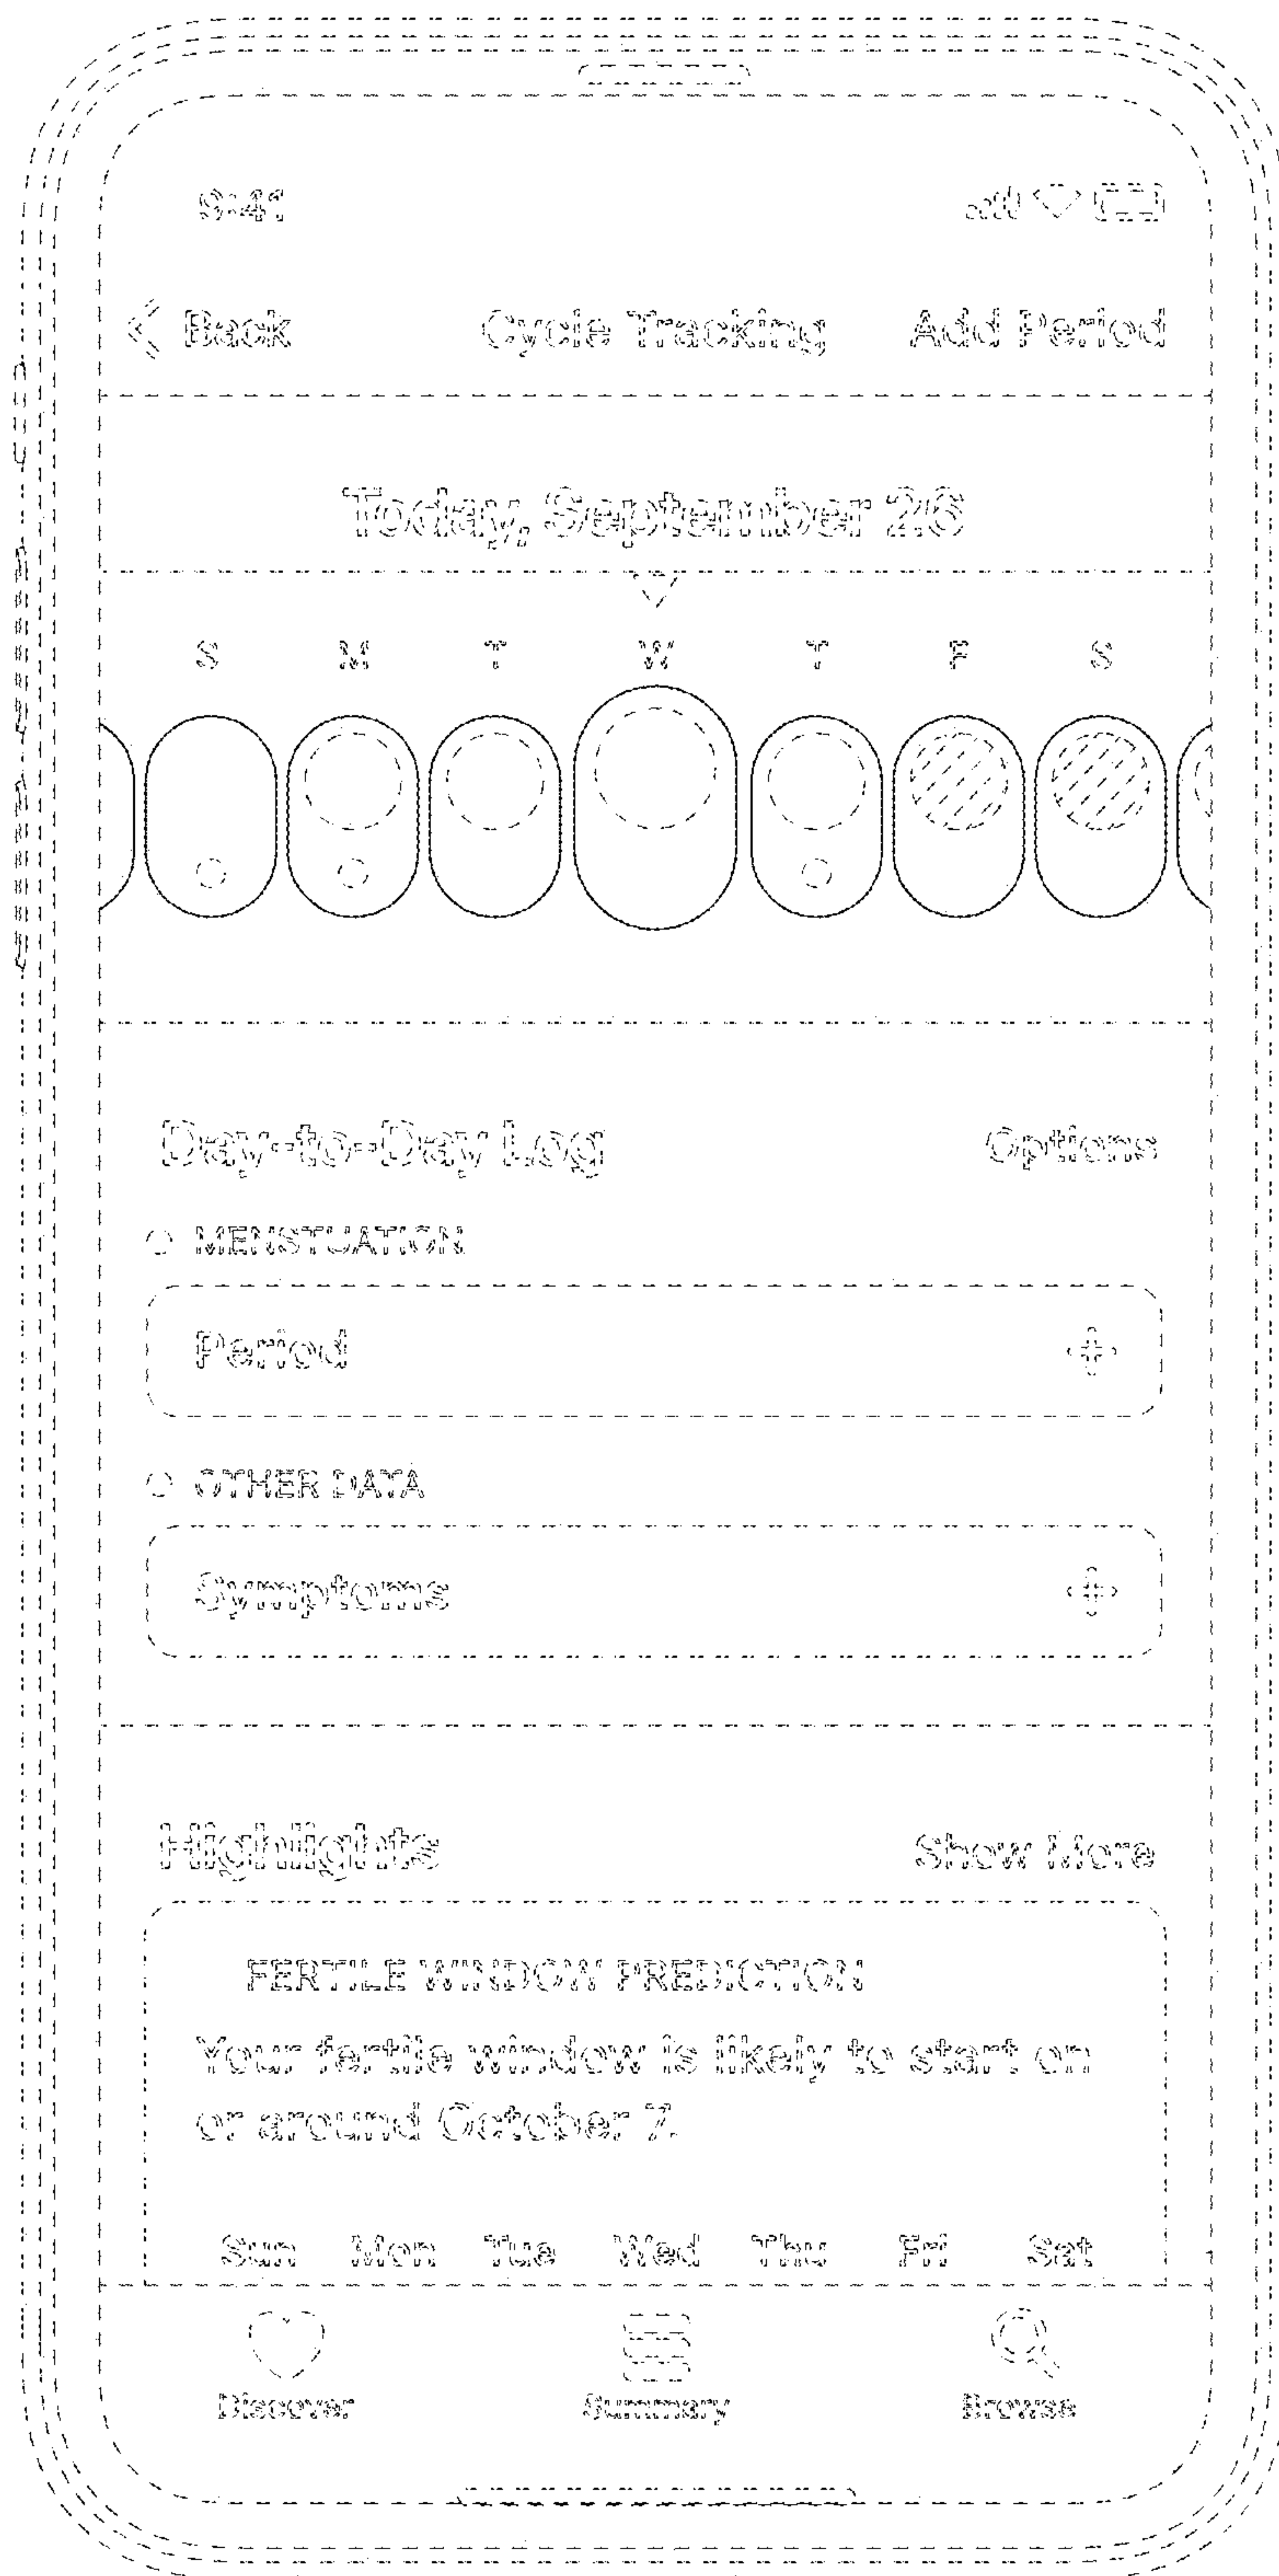 9:41
Back Cycle Tracking Add Period
Today, September 26
S M T W T F S
Day-to-Day Log Options
MENSTUATION
Period
OTHER DATA
Symptoms
Highlights Show More
FERTILE WINDOW PREDICTION
Your fertile window is likely to start on
or around October 7.
Sun Mon Tue Wed Thu Fri Sat
Discover Summary Browse